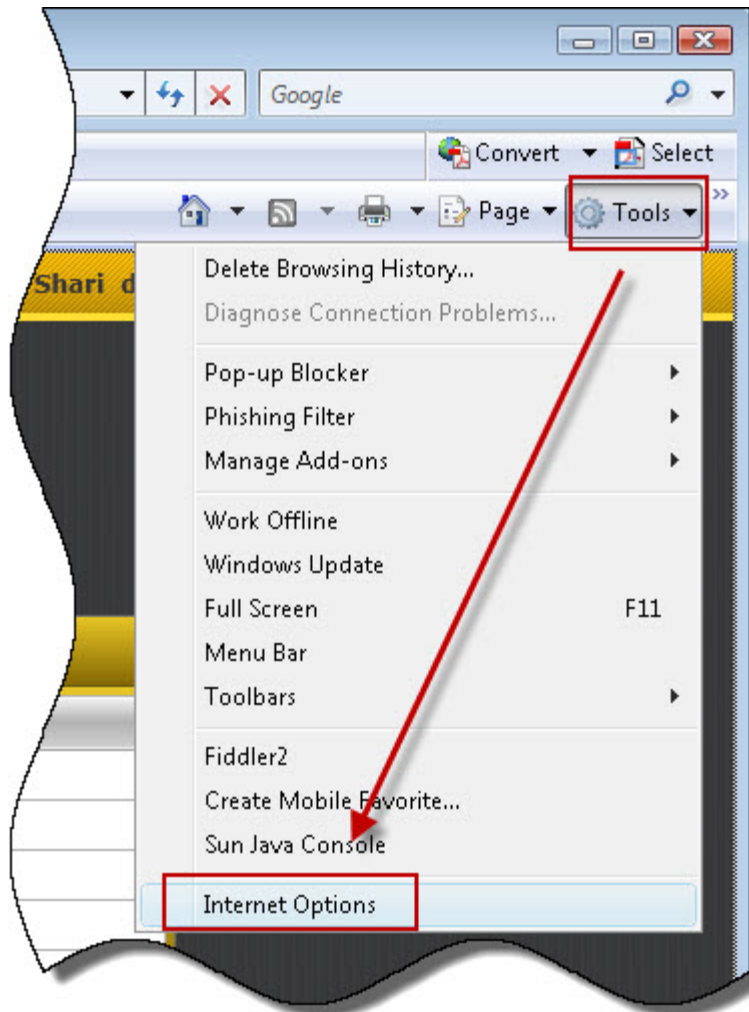 Google
Convert Select
Page Tools »
Shari d
Delete Browsing History...
Diagnose Connection Problems...
Pop-up Blocker
Phishing Filter
Manage Add-ons
Work Offline
Windows Update
Full Screen F11
Menu Bar
Toolbars
Fiddler2
Create Mobile Favorite...
Sun Java Console
Internet Options